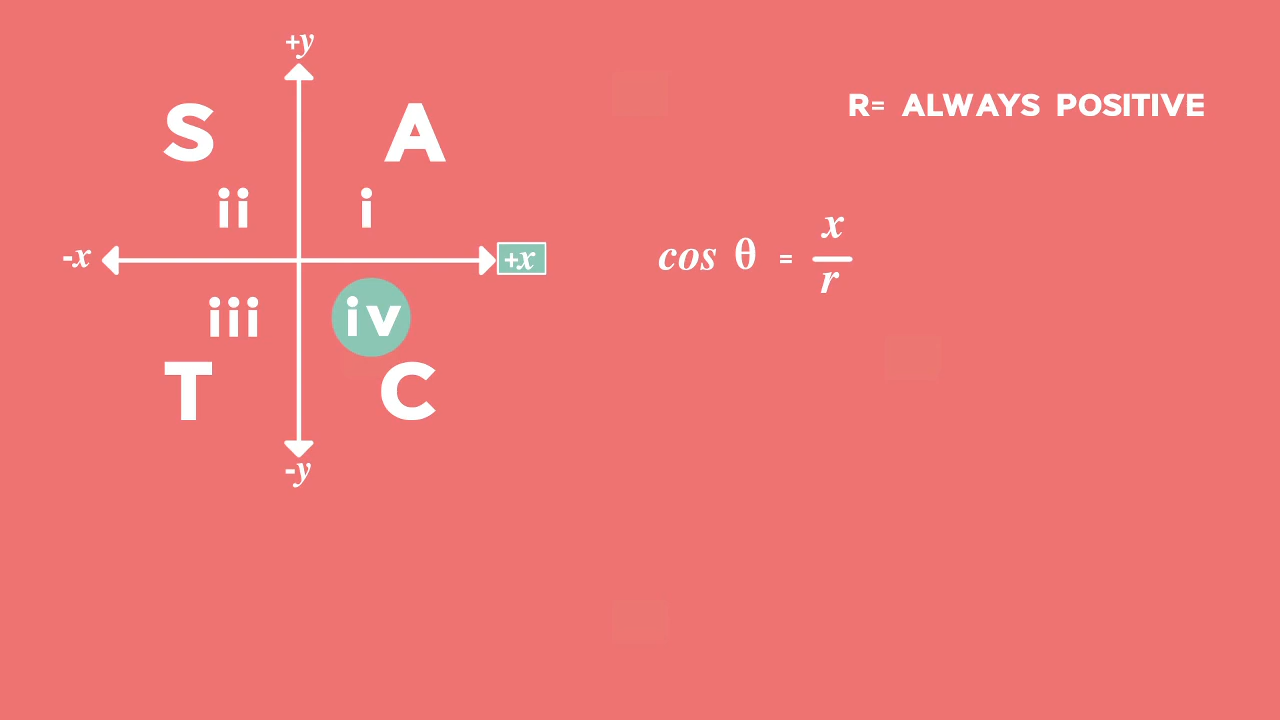 +y
R= ALWAYS POSITIVE
S A
ii i
cos θ = x/r
-x +x
iii iv
T C
-y